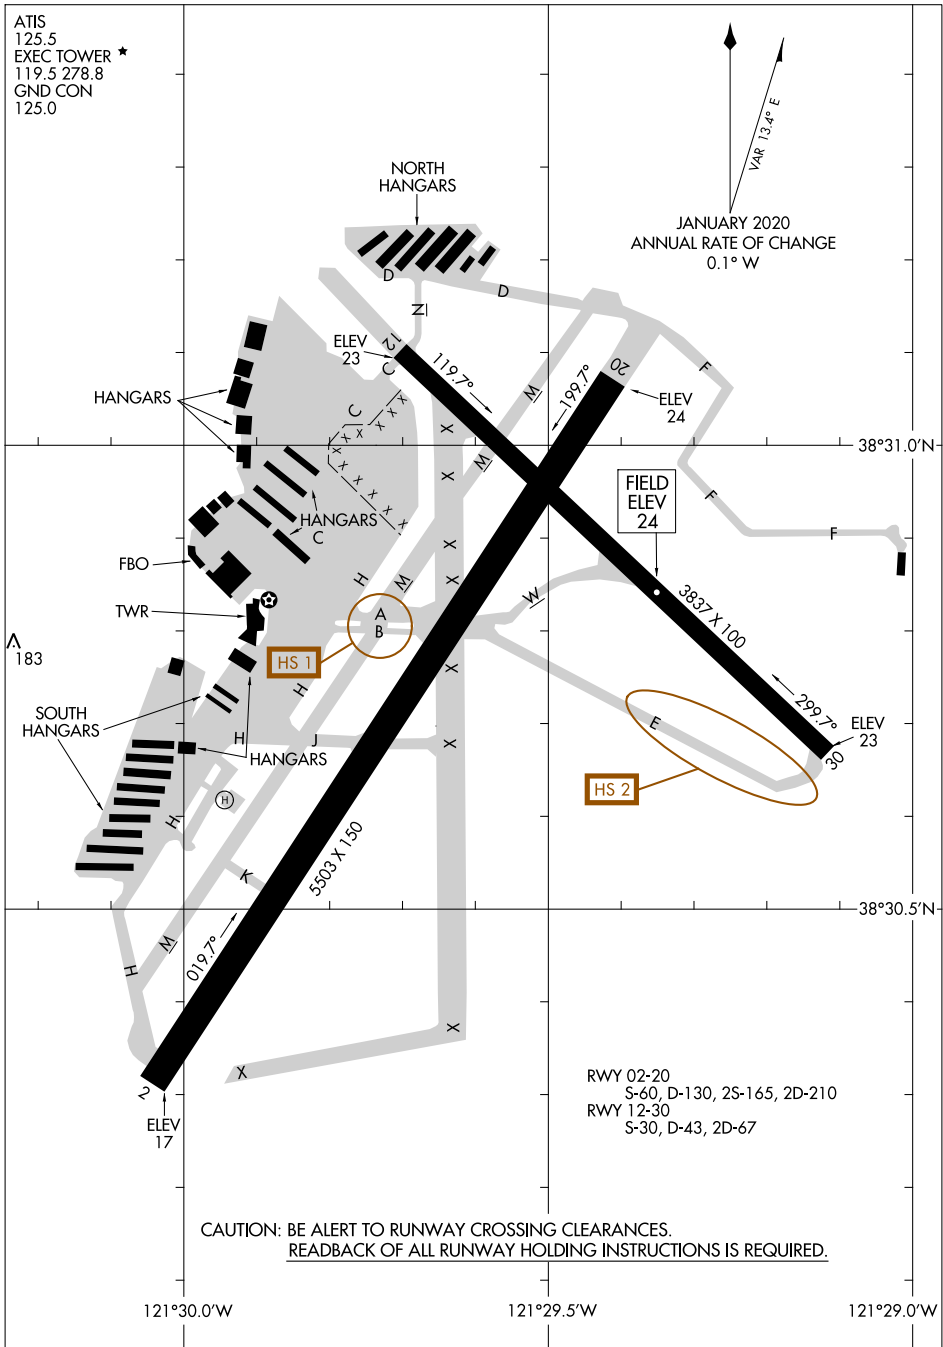 ATIS
125.5
EXEC TOWER ★
119.5 278.8
GND CON
125.0
VAR 13.4° E
JANUARY 2020
ANNUAL RATE OF CHANGE
0.1° W
NORTH
HANGARS
D
D
N
F
ELEV
23
12
C
119.7°
M
199.7°
20
ELEV
24
HANGARS
C
X X X X X
X
M
38°31.0'N
X
X
X X X X X
HANGARS
C
FIELD
ELEV
24
F
F
FBO
X
H
M
X
W
3837 X 100
TWR
A
B
HS 1
183
X
H
E
299.7°
ELEV
23
30
SOUTH
HANGARS
H
HANGARS
J
X
HS 2
H
H
5503 X 150
K
38°30.5'N
M
019.7°
H
X
X
2
ELEV
17
RWY 02-20
S-60, D-130, 2S-165, 2D-210
RWY 12-30
S-30, D-43, 2D-67
CAUTION: BE ALERT TO RUNWAY CROSSING CLEARANCES.
READBACK OF ALL RUNWAY HOLDING INSTRUCTIONS IS REQUIRED.
121°30.0'W
121°29.5'W
121°29.0'W